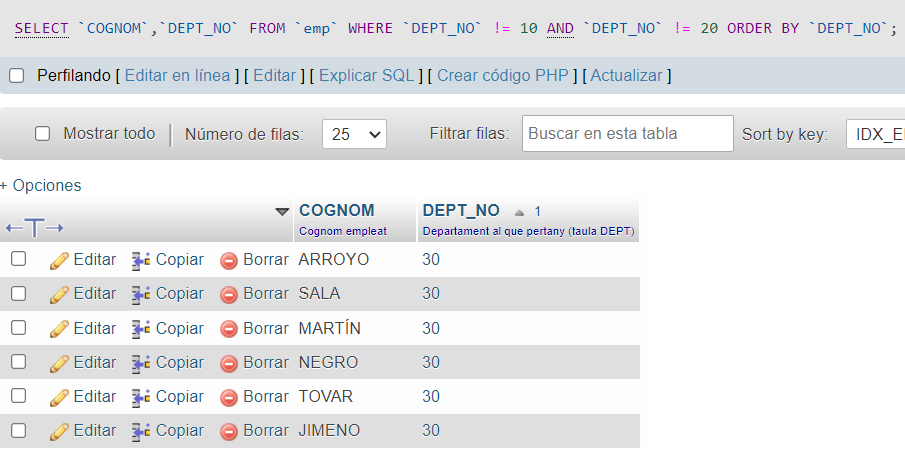 SELECT `COGNOM`,`DEPT_NO` FROM `emp` WHERE `DEPT_NO` != 10 AND `DEPT_NO` != 20 ORDER BY `DEPT_NO`;
Perfilando [ Editar en línea ] [ Editar ] [ Explicar SQL ] [ Crear código PHP ] [ Actualizar ]
Mostrar todo | Número de filas: 25 Filtrar filas: Buscar en esta tabla Sort by key: IDX_E
+ Opciones
COGNOM DEPT_NO 1
←T→ Cognom empleat Departament al que pertany (taula DEPT)
Editar Copiar Borrar ARROYO 30
Editar Copiar Borrar SALA 30
Editar Copiar Borrar MARTÍN 30
Editar Copiar Borrar NEGRO 30
Editar Copiar Borrar TOVAR 30
Editar Copiar Borrar JIMENO 30